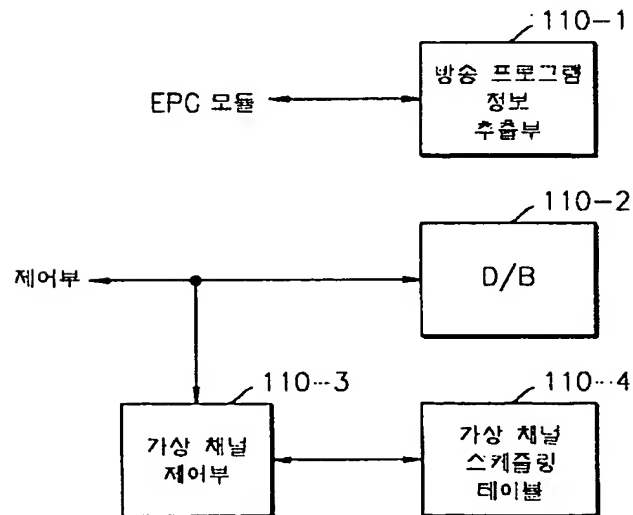 110-1
방송 프로그램
정보
추출부
EPG 모듈
110-2
D/B
제어부
110-3
가상 채널
제어부
110-4
가상 채널
스케쥴링
테이블